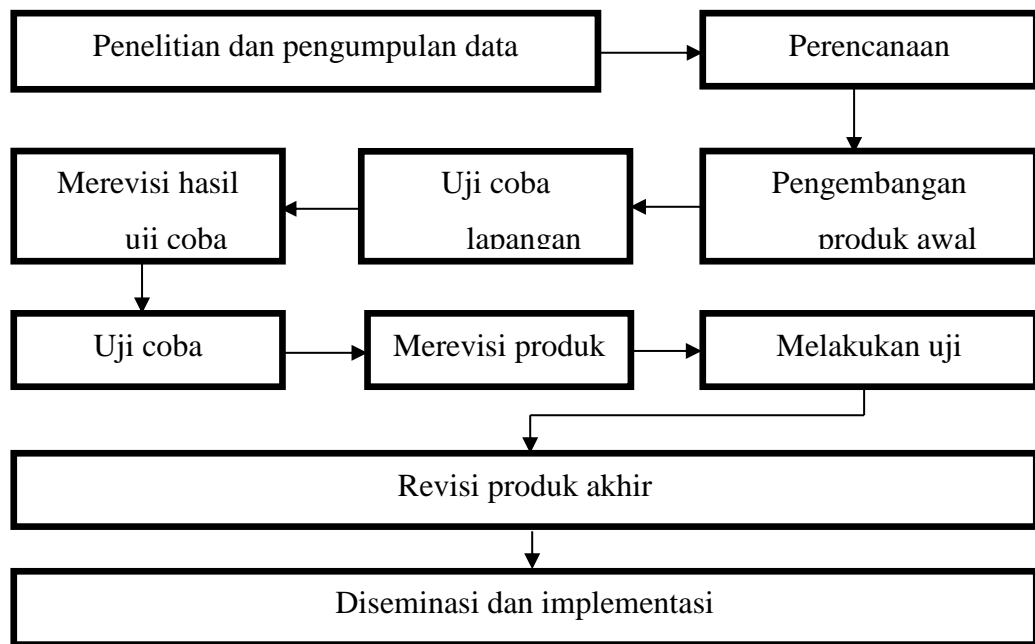 Penelitian dan pengumpulan data
Perencanaan
Pengembangan
produk awal
Uji coba
lapangan
Merevisi hasil
uji coba
Uji coba
Merevisi produk
Melakukan uji
Revisi produk akhir
Diseminasi dan implementasi